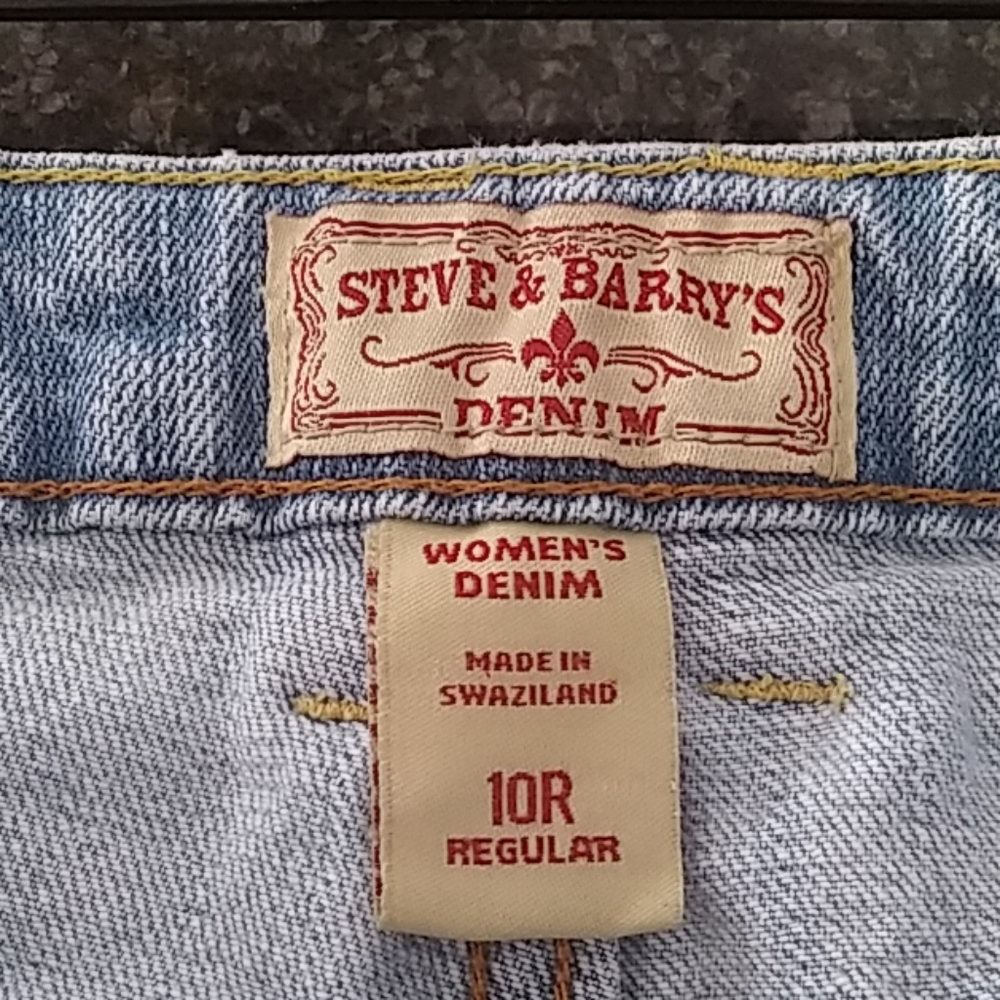 STEVE & BARRY'S
DENIM
WOMEN'S
DENIM
MADE IN
SWAZILAND
10R
REGULAR